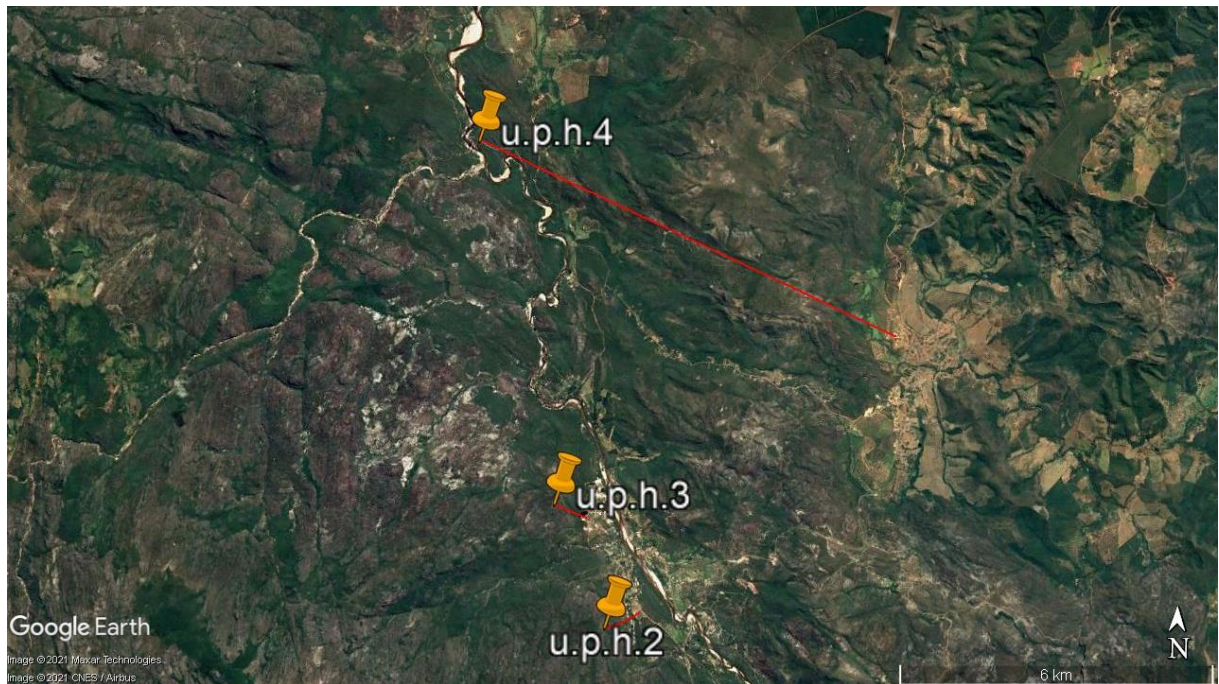 u.p.h.4
u.p.h.3
u.p.h.2
Google Earth
N
Image © 2021 Maxar Technologies
Image © 2021 CNES / Airbus
6 km